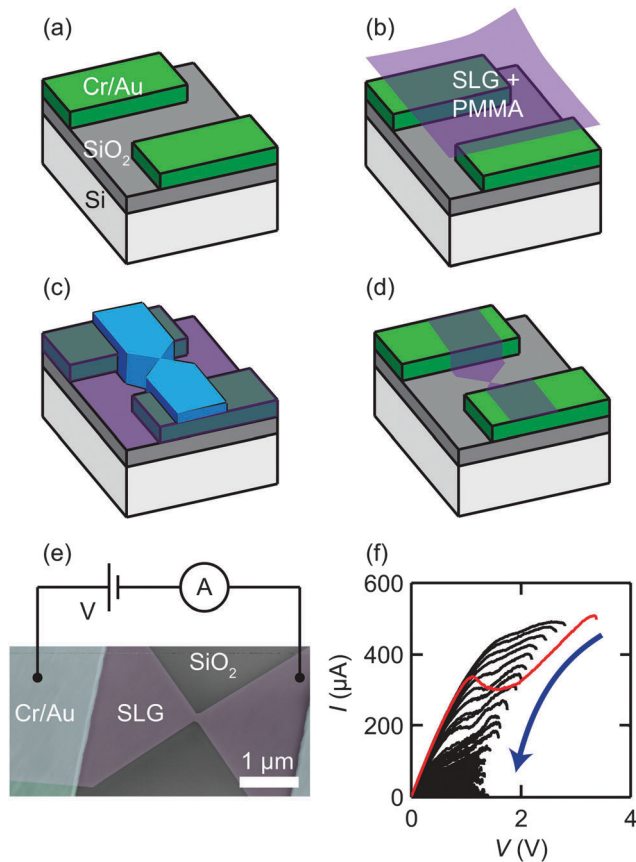 (a)
Cr/Au
SiO₂
Si
(b)
SLG +
PMMA
(c)
(d)
(e)
V
A
SiO₂
Cr/Au
SLG
1 µm
(f)
600
400
200
0
I (µA)
0
2
4
V (V)